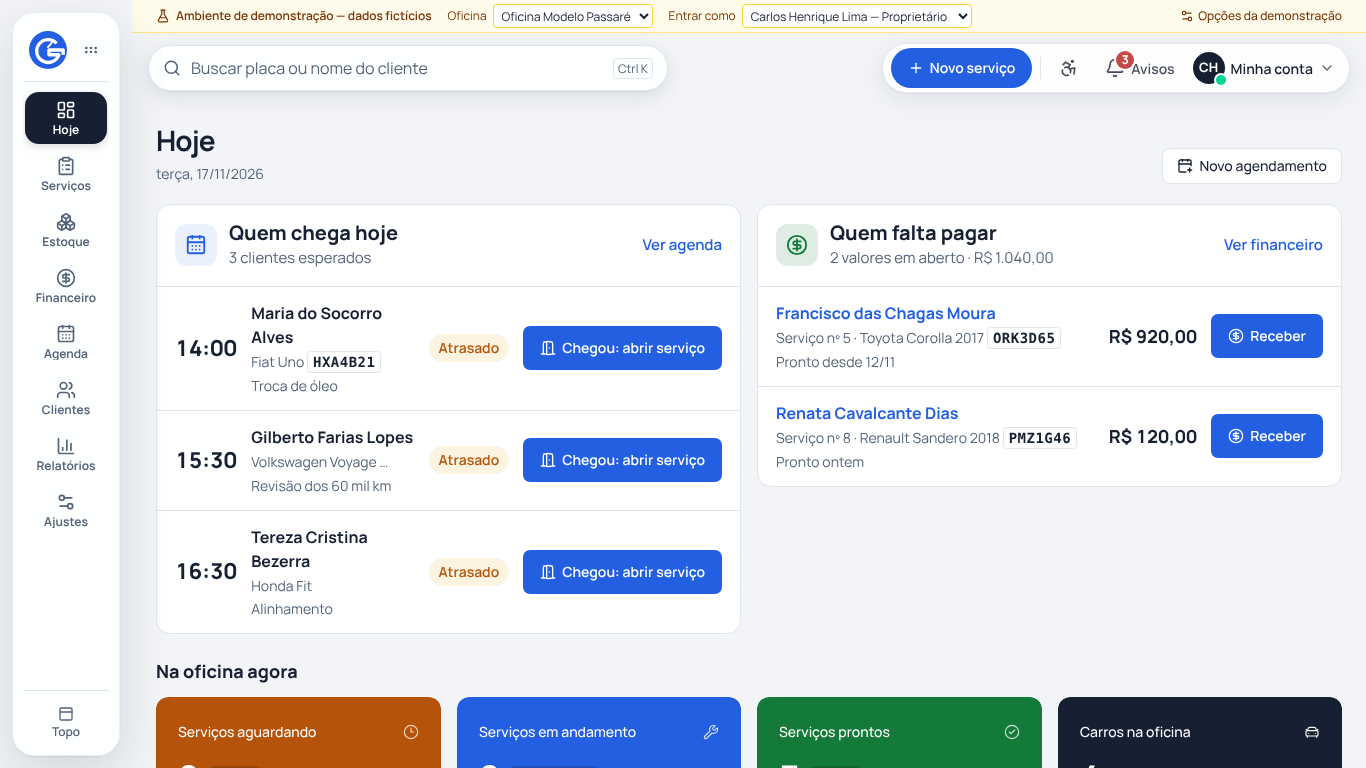 Ambiente de demonstração — dados fictícios Oficina Oficina Modelo Passaré Entrar como Carlos Henrique Lima — Proprietário Opções da demonstração
Buscar placa ou nome do cliente Ctrl K
+ Novo serviço 3 Avisos CH Minha conta
Hoje
Serviços
Estoque
Financeiro
Agenda
Clientes
Relatórios
Ajustes
Topo
Hoje
terça, 17/11/2026
Novo agendamento
Quem chega hoje
3 clientes esperados
Ver agenda
14:00
Maria do Socorro
Alves
Fiat Uno HXA4B21
Troca de óleo
Atrasado
Chegou: abrir serviço
15:30
Gilberto Farias Lopes
Volkswagen Voyage ...
Revisão dos 60 mil km
Atrasado
Chegou: abrir serviço
16:30
Tereza Cristina
Bezerra
Honda Fit
Alinhamento
Atrasado
Chegou: abrir serviço
Quem falta pagar
2 valores em aberto · R$ 1.040,00
Ver financeiro
Francisco das Chagas Moura
Serviço nº 5 · Toyota Corolla 2017 ORK3D65
Pronto desde 12/11
R$ 920,00
Receber
Renata Cavalcante Dias
Serviço nº 8 · Renault Sandero 2018 PMZ1G46
Pronto ontem
R$ 120,00
Receber
Na oficina agora
Serviços aguardando
Serviços em andamento
Serviços prontos
Carros na oficina